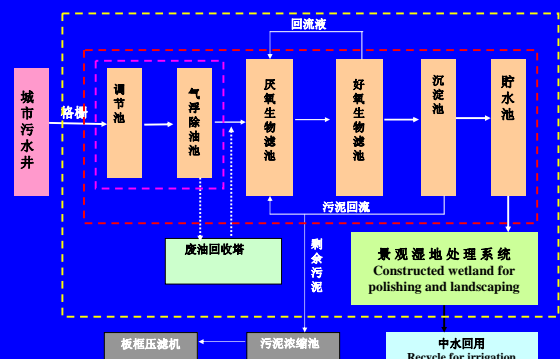 回流液
城市污水井
格栅
调节池
气浮除油池
厌氧生物滤池
好氧生物滤池
沉淀池
贮水池
污泥回流
废油回收塔
剩余污泥
景观湿地处理系统
Constructed wetland for
polishing and landscaping
板框压滤机
污泥浓缩池
中水回用
Recycle for irrigation